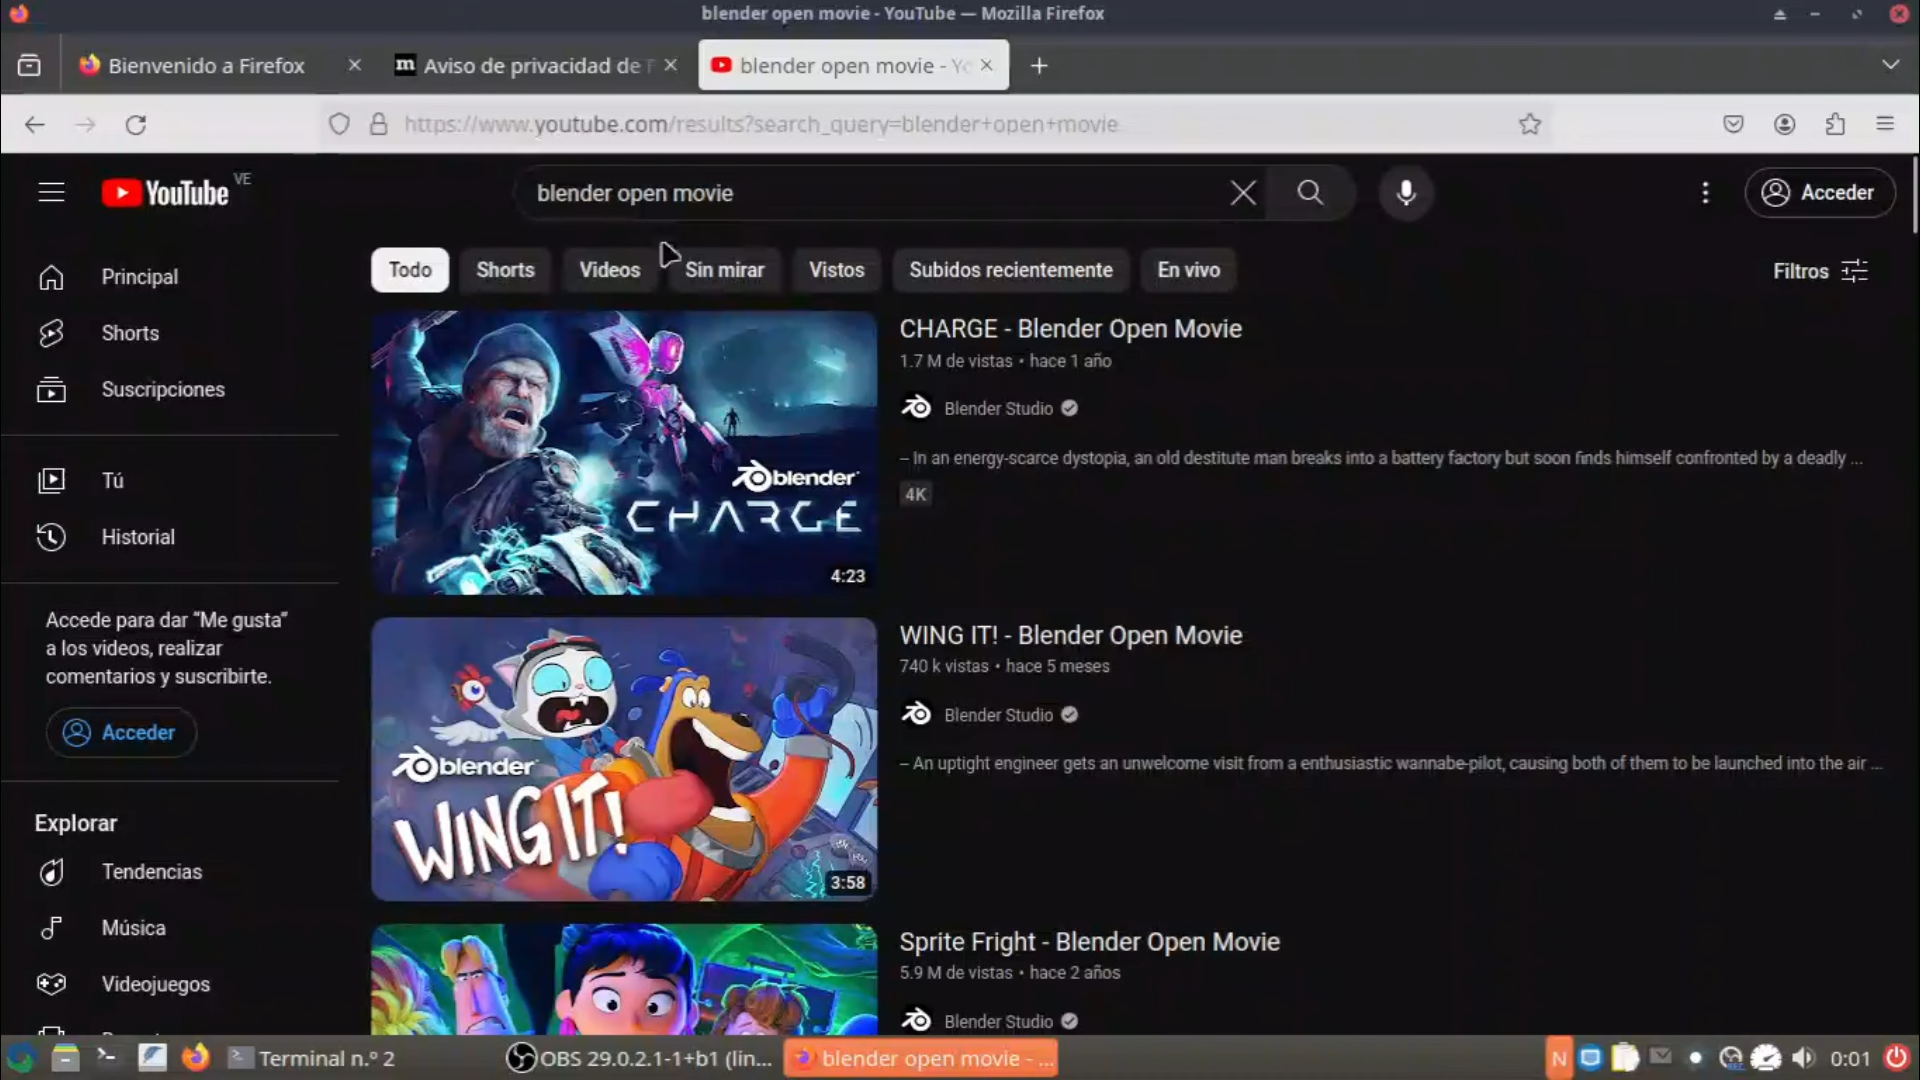 blender open movie - YouTube — Mozilla Firefox
Bienvenido a Firefox
Aviso de privacidad de
blender open movie -
https://www.youtube.com/results?search_query=blender+open+movie
YouTube VE
blender open movie
Acceder
Todo
Shorts
Videos
Sin mirar
Vistos
Subidos recientemente
En vivo
Filtros
Principal
Shorts
Suscripciones
Tú
Historial
Accede para dar “Me gusta”
a los videos, realizar
comentarios y suscribirte.
Acceder
Explorar
Tendencias
Música
Videojuegos
blender
CHARGE
4:23
CHARGE - Blender Open Movie
1.7 M de vistas • hace 1 año
Blender Studio
– In an energy-scarce dystopia, an old destitute man breaks into a battery factory but soon finds himself confronted by a deadly ...
4K
blender
WING IT!
3:58
WING IT! - Blender Open Movie
740 k vistas • hace 5 meses
Blender Studio
– An uptight engineer gets an unwelcome visit from a enthusiastic wannabe-pilot, causing both of them to be launched into the air ...
Sprite Fright - Blender Open Movie
5.9 M de vistas • hace 2 años
Blender Studio
Terminal n.º 2
OBS 29.0.2.1-1+b1 (lin...
blender open movie - ...
N
0:01